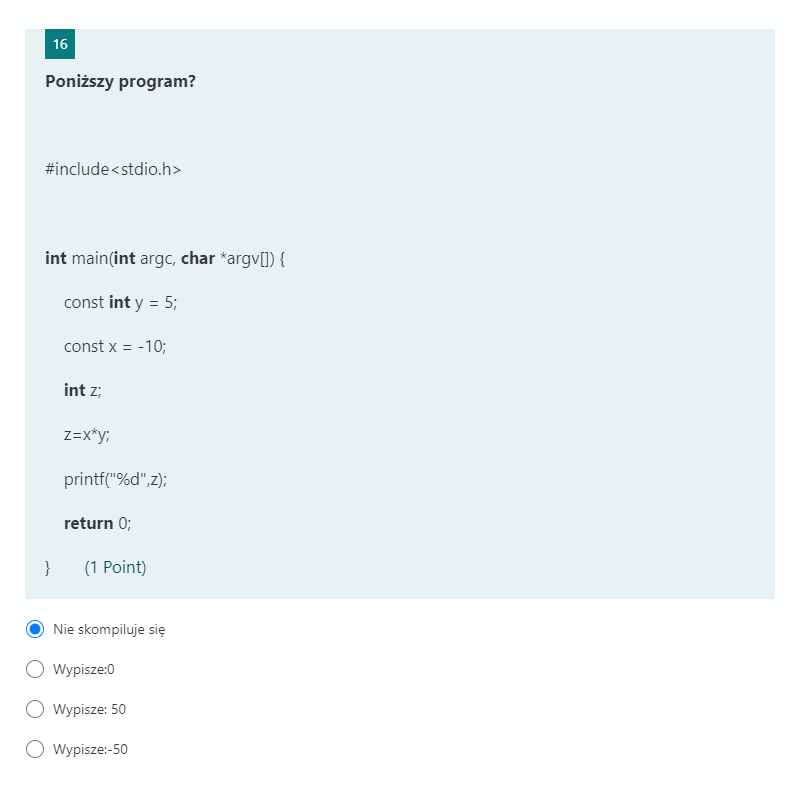 16
Poniższy program?
#include<stdio.h>
int main(int argc, char *argv[]) {
const int y = 5;
const x = -10;
int z;
z=x*y;
printf("%d",z);
return 0;
} (1 Point)
Nie skompiluje się
Wypisze:0
Wypisze: 50
Wypisze:-50